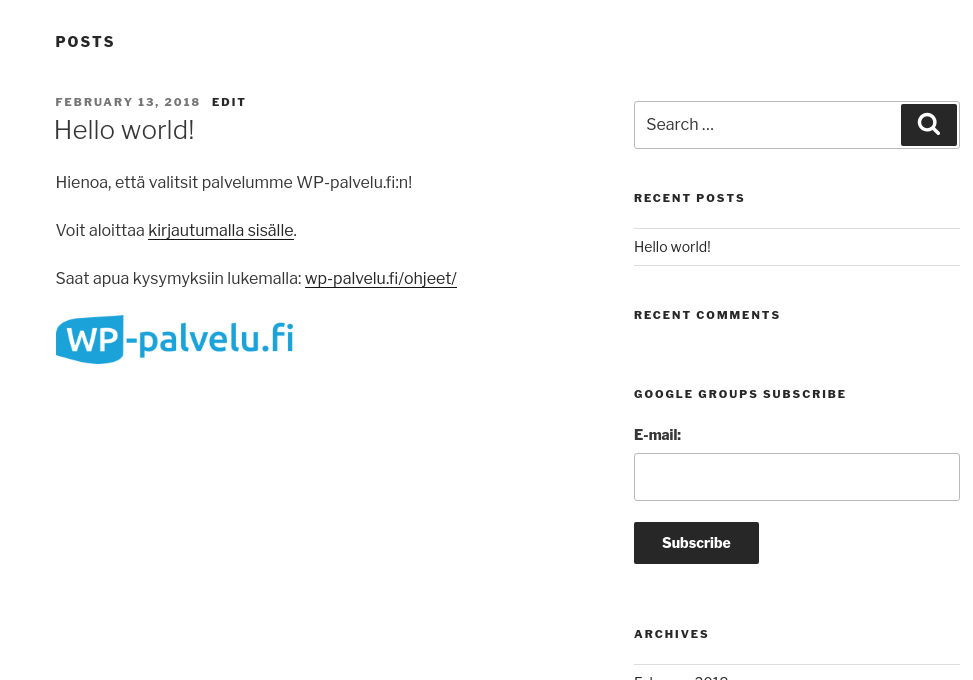 POSTS
FEBRUARY 13, 2018 EDIT
Hello world!
Hienoa, että valitsit palvelumme WP-palvelu.fi:n!
Voit aloittaa kirjautumalla sisälle.
Saat apua kysymyksiin lukemalla: wp-palvelu.fi/ohjeet/
WP-palvelu.fi
Search …
RECENT POSTS
Hello world!
RECENT COMMENTS
GOOGLE GROUPS SUBSCRIBE
E-mail:
Subscribe
ARCHIVES